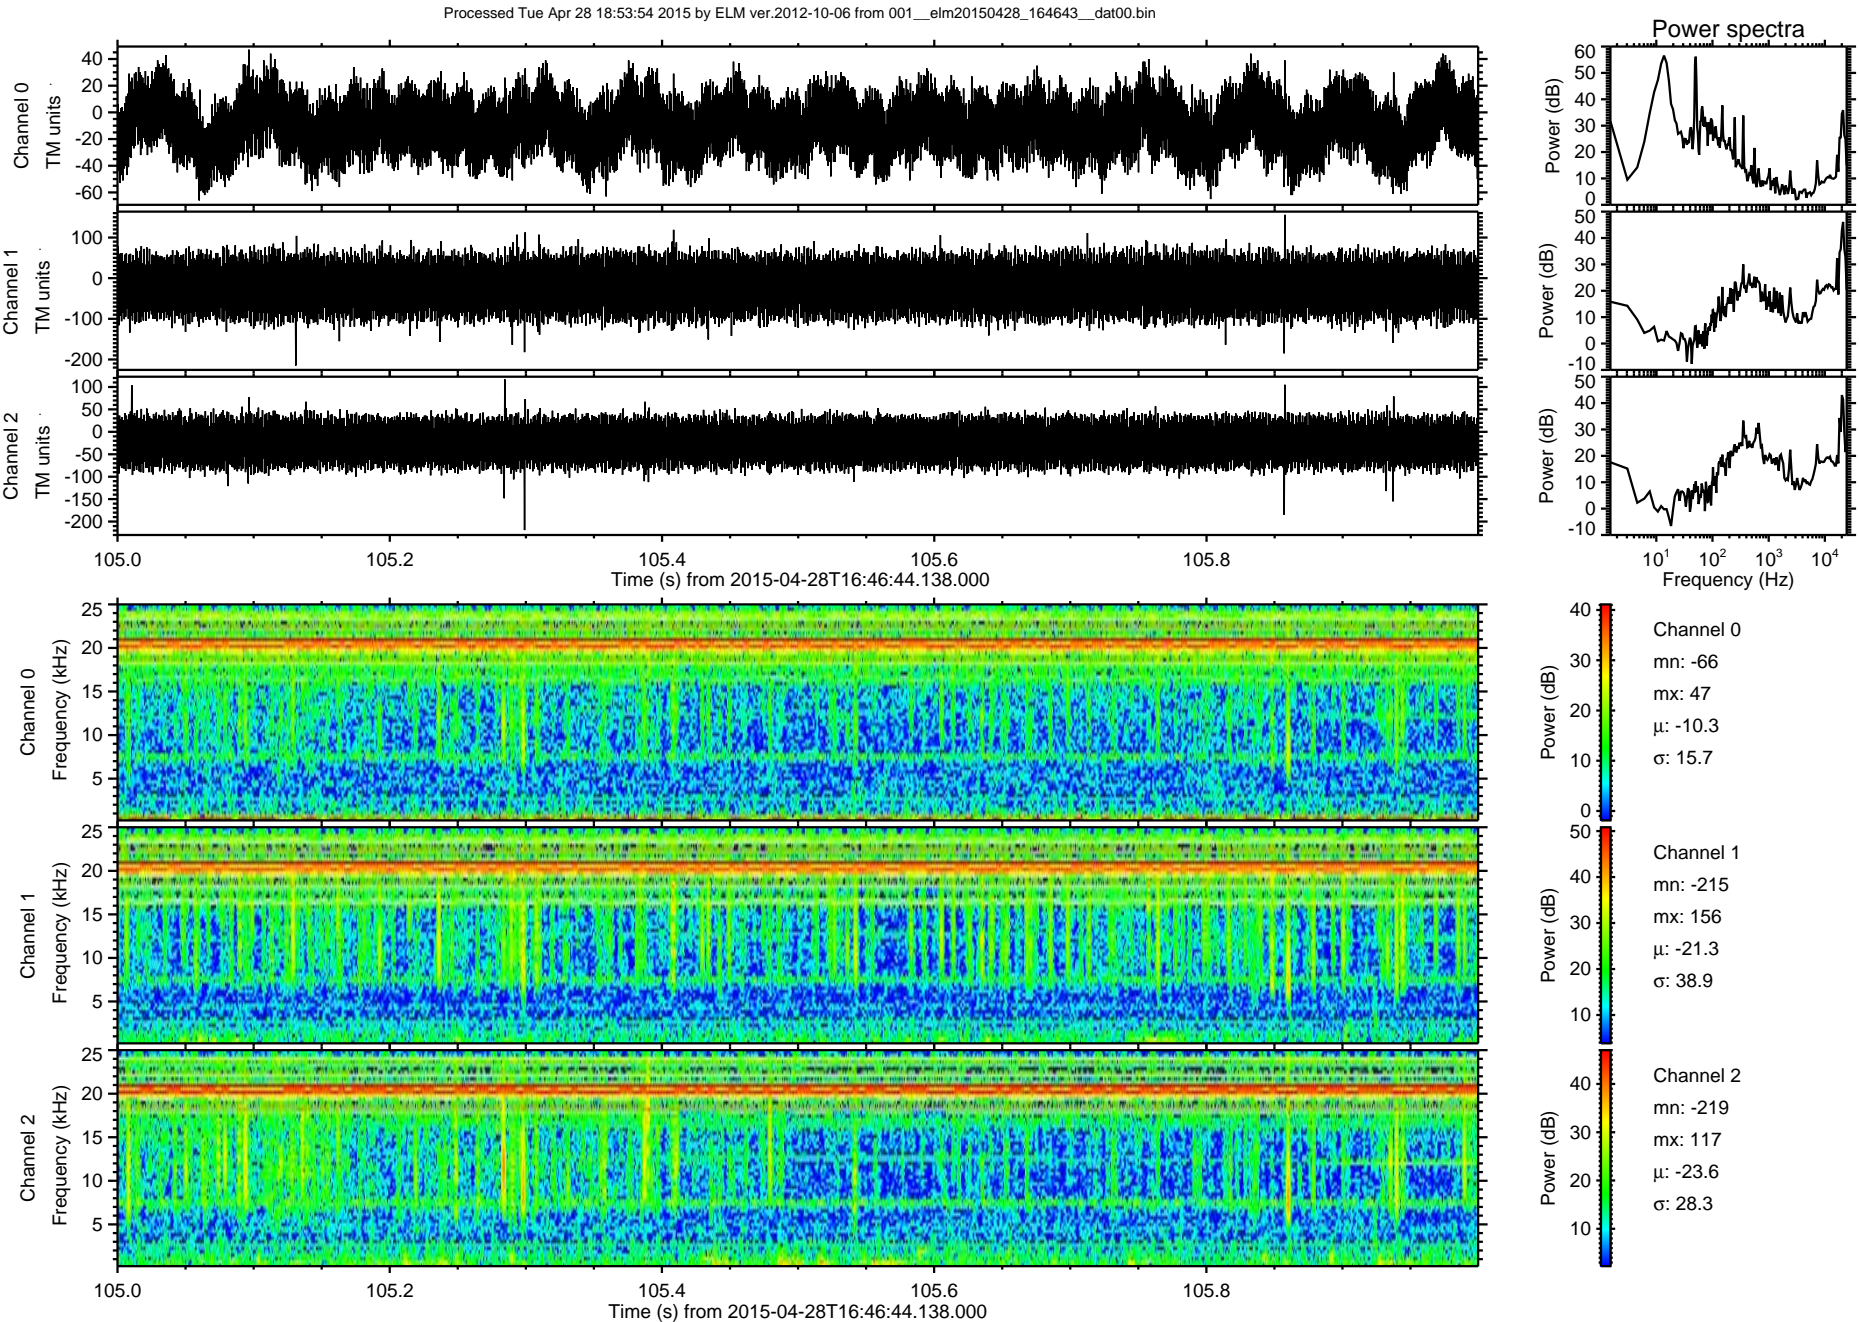 Processed Tue Apr 28 18:53:54 2015 by ELM ver.2012-10-06 from 001__elm20150428_164643__dat00.bin
Power spectra
Channel 0
TM units
40
20
0
-20
-40
-60
Power (dB)
60
50
40
30
20
10
0
Channel 1
TM units
100
0
-100
-200
Power (dB)
50
40
30
20
10
0
-10
Channel 2
TM units
100
50
0
-50
-100
-150
-200
Power (dB)
50
40
30
20
10
0
-10
105.0 105.2 105.4 105.6 105.8
Time (s) from 2015-04-28T16:46:44.138.000
10¹ 10² 10³ 10⁴
Frequency (Hz)
Channel 0
Frequency (kHz)
25
20
15
10
5
Power (dB)
40
30
20
10
0
Channel 0
mn: -66
mx: 47
μ: -10.3
σ: 15.7
Channel 1
Frequency (kHz)
25
20
15
10
5
Power (dB)
50
40
30
20
10
Channel 1
mn: -215
mx: 156
μ: -21.3
σ: 38.9
Channel 2
Frequency (kHz)
25
20
15
10
5
Power (dB)
40
30
20
10
Channel 2
mn: -219
mx: 117
μ: -23.6
σ: 28.3
105.0 105.2 105.4 105.6 105.8
Time (s) from 2015-04-28T16:46:44.138.000